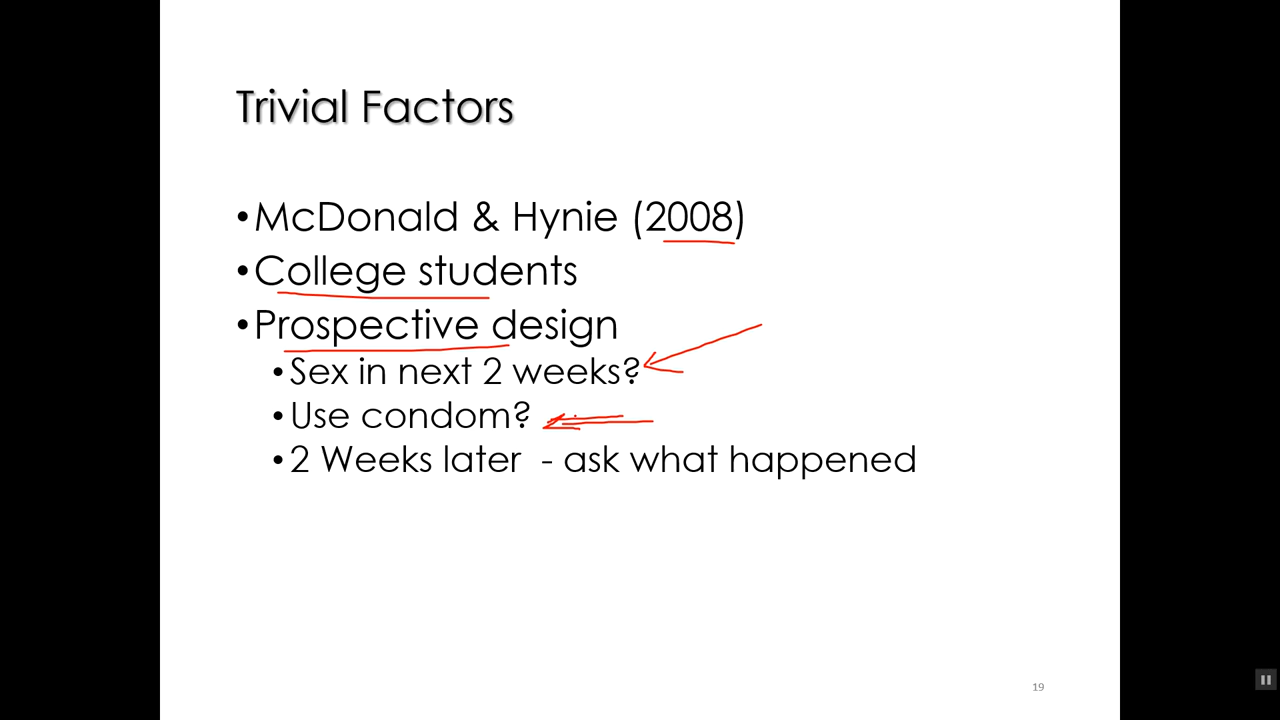 Trivial Factors
•McDonald & Hynie (2008)
•College students
•Prospective design
•Sex in next 2 weeks?
•Use condom?
•2 Weeks later - ask what happened
19